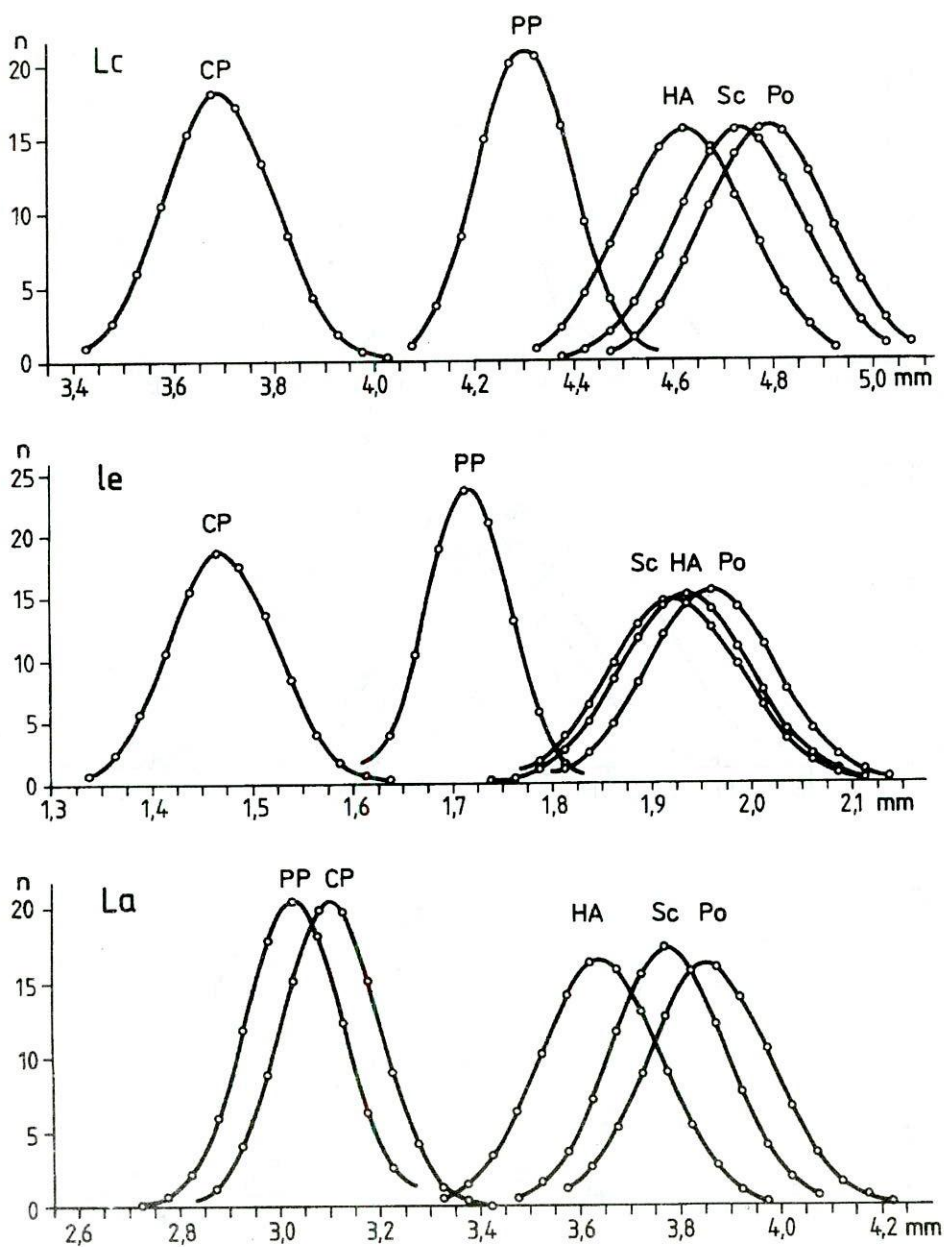 n
Lc
CP
PP
HA Sc Po
20
15
10
5
0
3,4 3,6 3,8 4,0 4,2 4,4 4,6 4,8 5,0 mm
n
le
CP
PP
Sc HA Po
25
20
15
10
5
0
1,3 1,4 1,5 1,6 1,7 1,8 1,9 2,0 2,1 mm
n
La
PP CP
HA Sc Po
20
15
10
5
0
2,6 2,8 3,0 3,2 3,4 3,6 3,8 4,0 4,2 mm